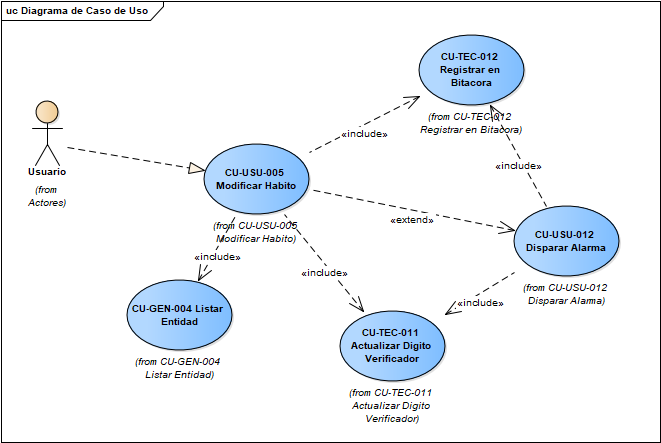 uc Diagrama de Caso de Uso
CU-TEC-012
Registrar en
Bitacora
(from CU-TEC-012
Registrar en Bitacora)
«include»
Usuario
(from
Actores)
CU-USU-005
Modificar Habito
(from CU-USU-005
Modificar Habito)
«include»
«extend»
CU-USU-012
Disparar Alarma
(from CU-USU-012
Disparar Alarma)
«include»
«include»
«include»
CU-GEN-004 Listar
Entidad
(from CU-GEN-004
Listar Entidad)
CU-TEC-011
Actualizar Digito
Verificador
(from CU-TEC-011
Actualizar Digito
Verificador)